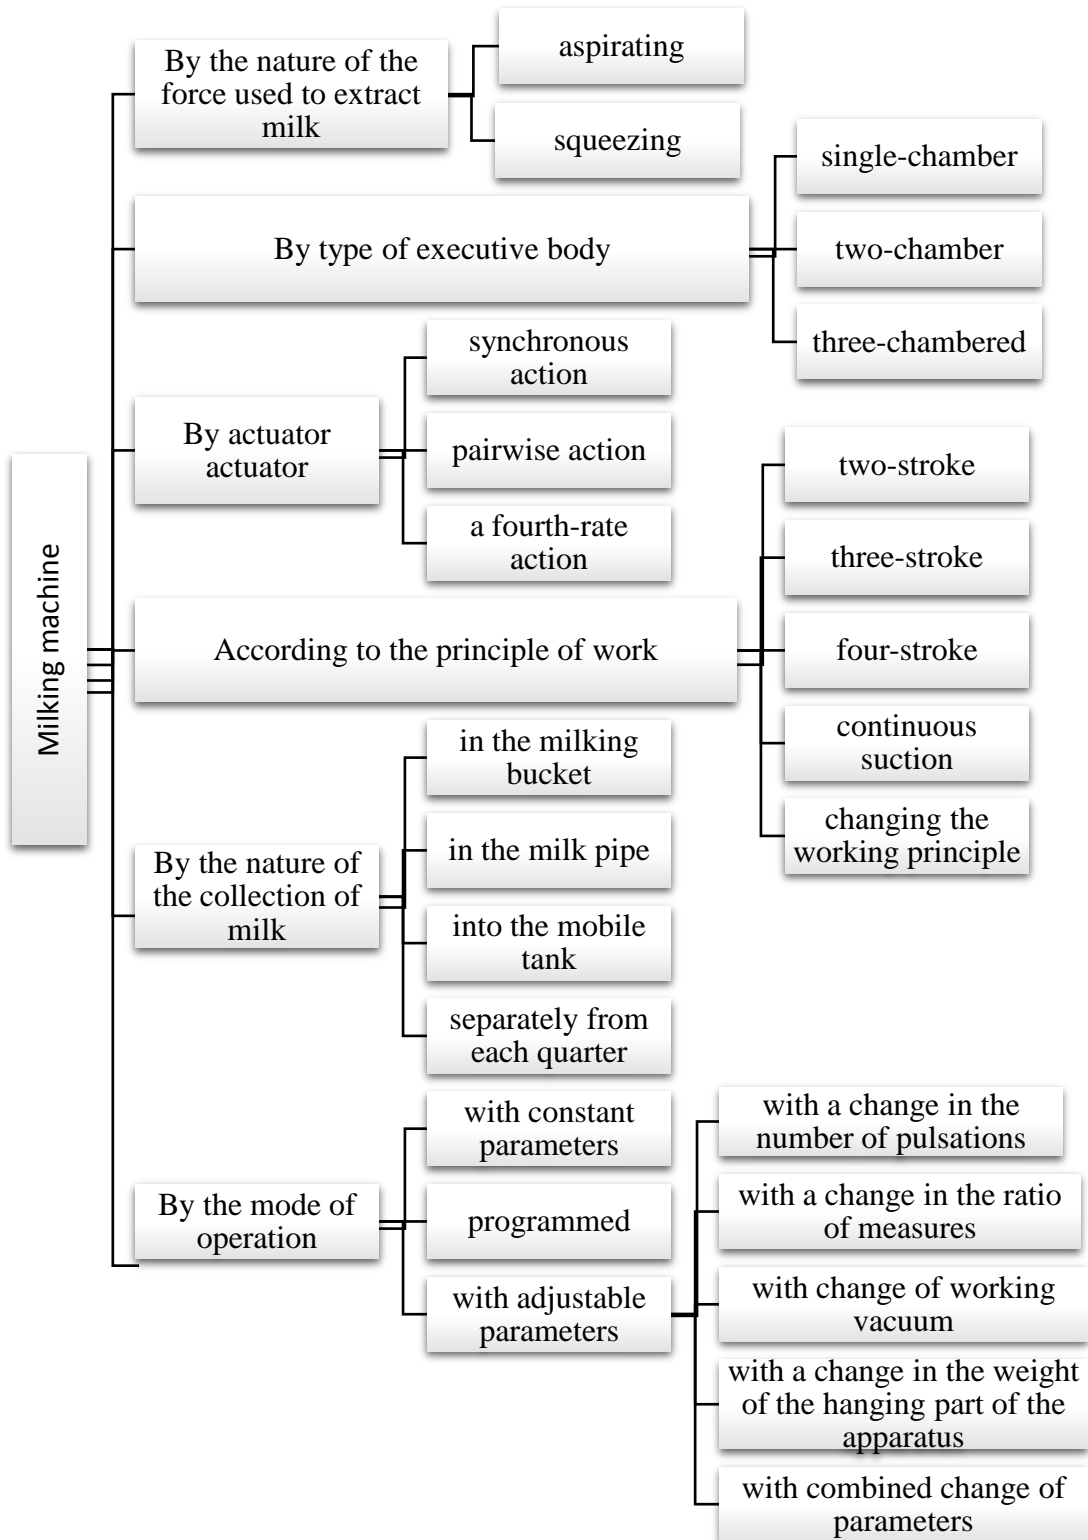 Milking machine
By the nature of the
force used to extract
milk
aspirating
squeezing
By type of executive body
single-chamber
two-chamber
three-chambered
By actuator
actuator
synchronous
action
pairwise action
a fourth-rate
action
According to the principle of work
two-stroke
three-stroke
four-stroke
continuous
suction
changing the
working principle
By the nature of
the collection of
milk
in the milking
bucket
in the milk pipe
into the mobile
tank
separately from
each quarter
By the mode of
operation
with constant
parameters
programmed
with adjustable
parameters
with a change in the
number of pulsations
with a change in the ratio
of measures
with change of working
vacuum
with a change in the weight
of the hanging part of the
apparatus
with combined change of
parameters